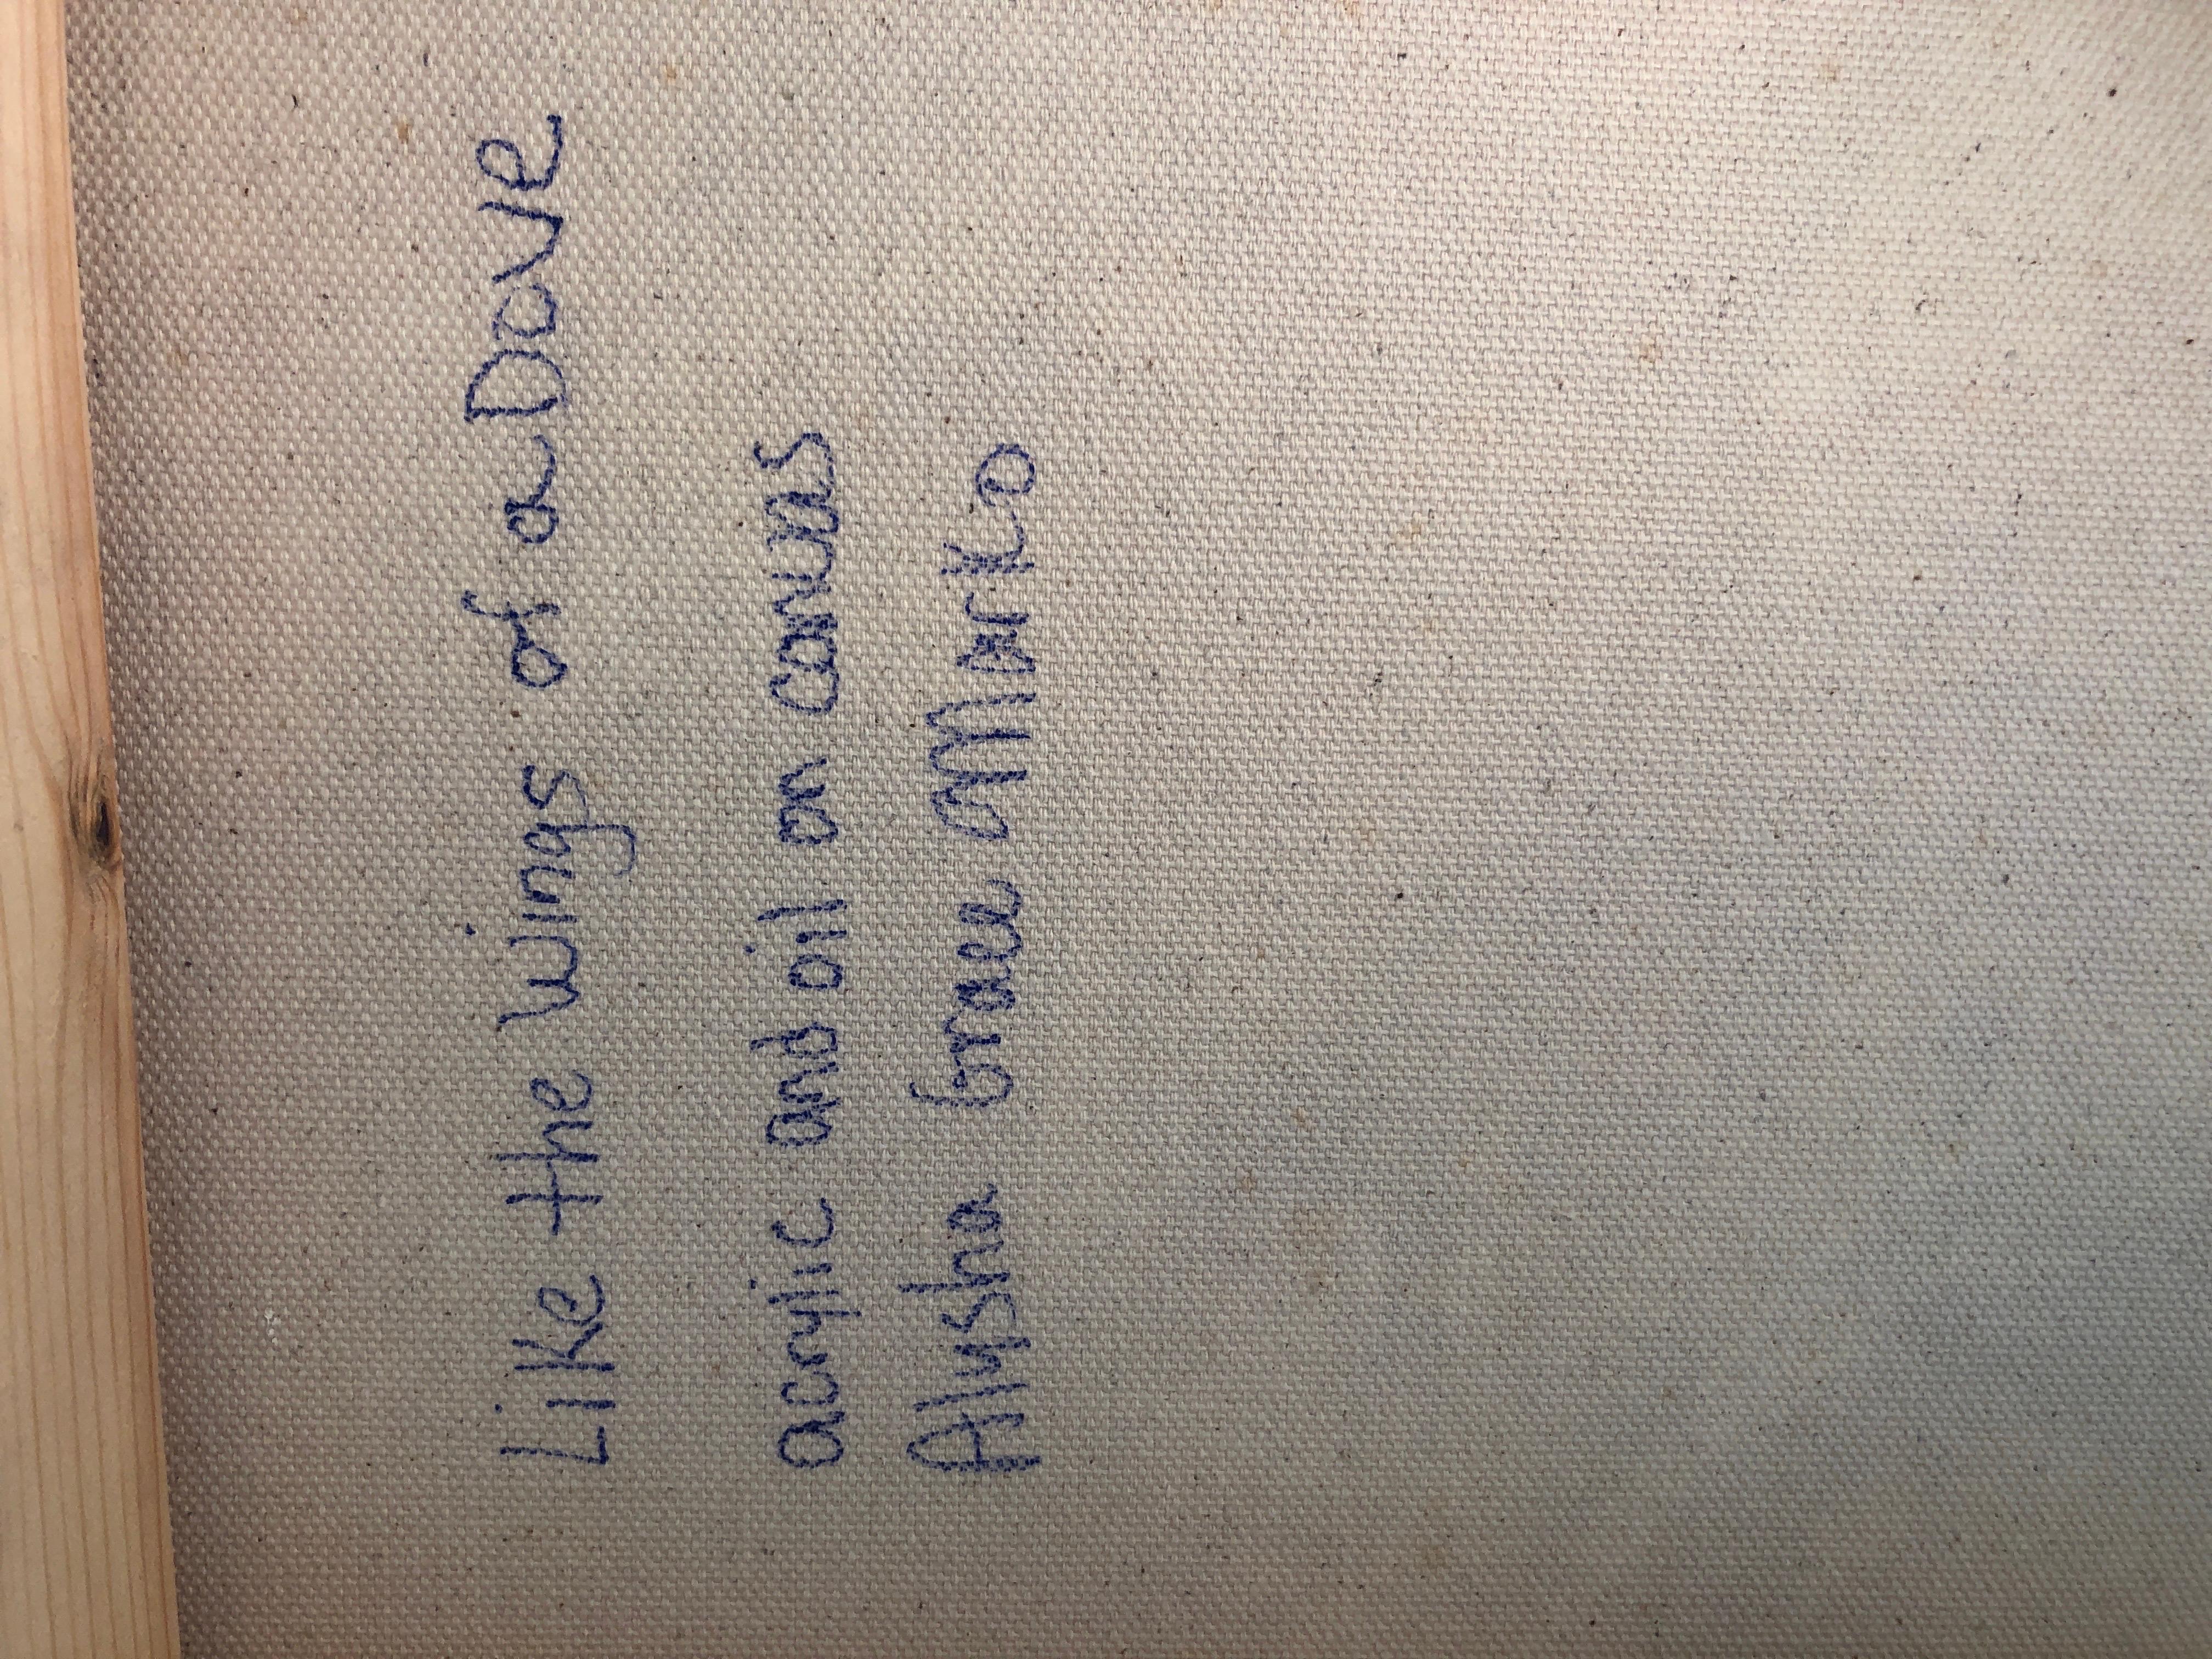 Like the wings of a Dove
acrylic and oil on canvas
Alysha Grace Marko